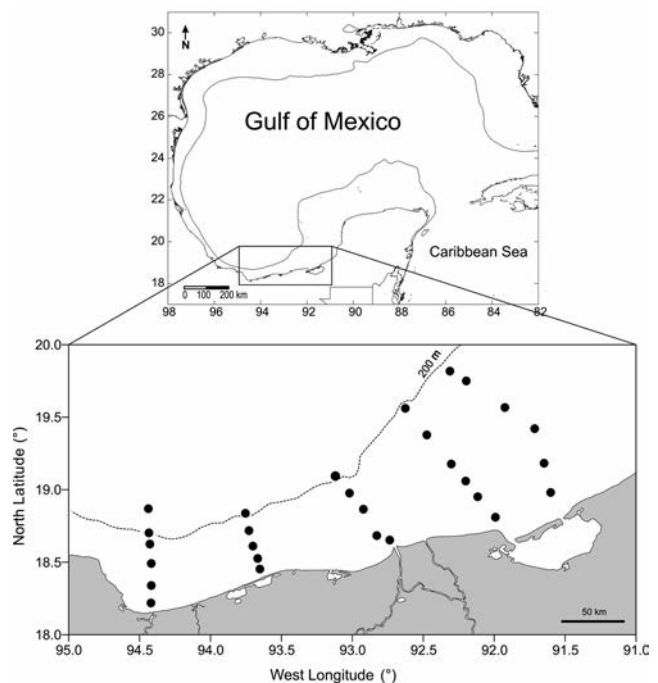 30
28
26
24
22
20
18
N
Gulf of Mexico
Caribbean Sea
0 100 200 km
98 96 94 92 90 88 86 84 82
20.0
19.5
19.0
18.5
18.0
North Latitude (°)
200 m
50 km
95.0 94.5 94.0 93.5 93.0 92.5 92.0 91.5 91.0
West Longitude (°)